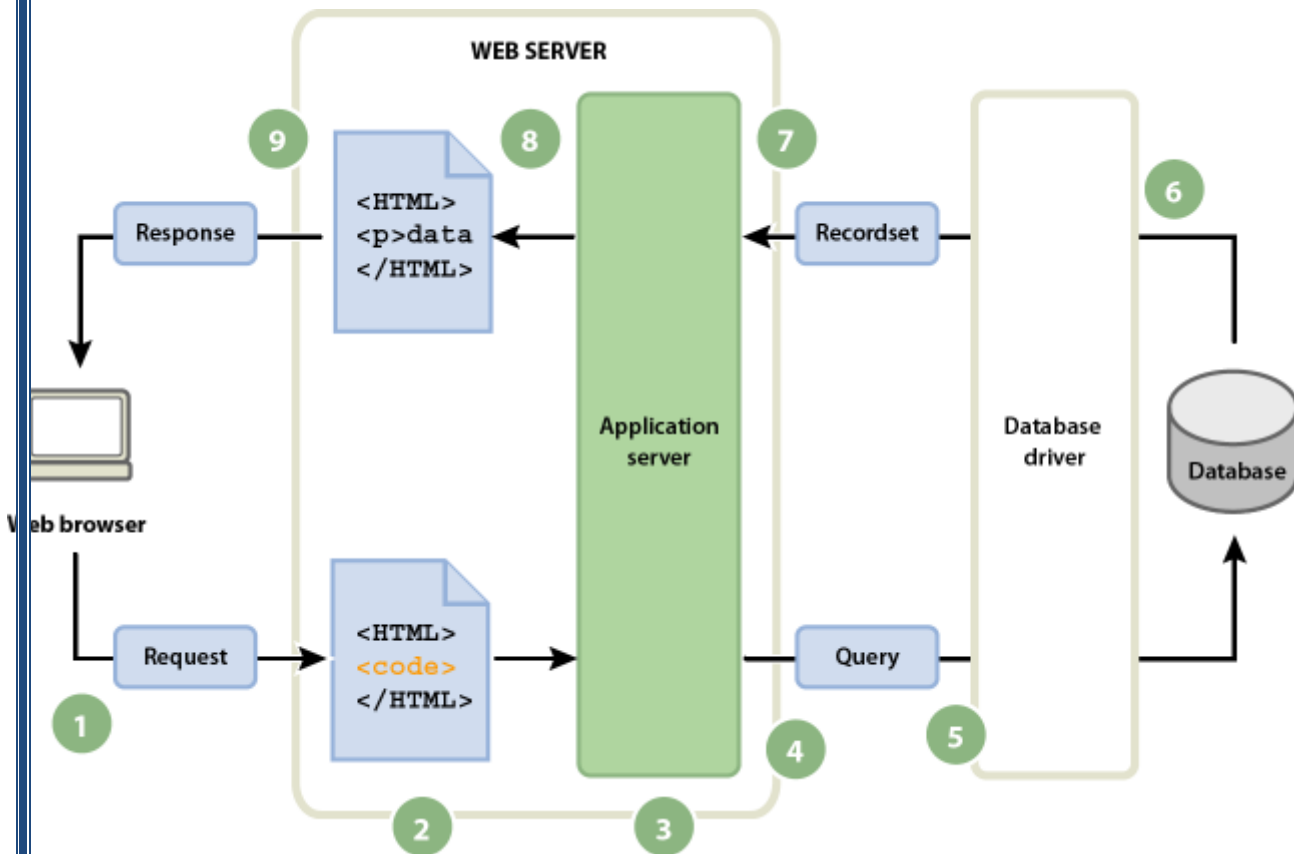 WEB SERVER
9
8
7
6
<HTML>
<p>data
</HTML>
Response
Recordset
Application
server
Database
driver
Database
Web browser
<HTML>
<code>
</HTML>
Request
Query
1
2
3
4
5